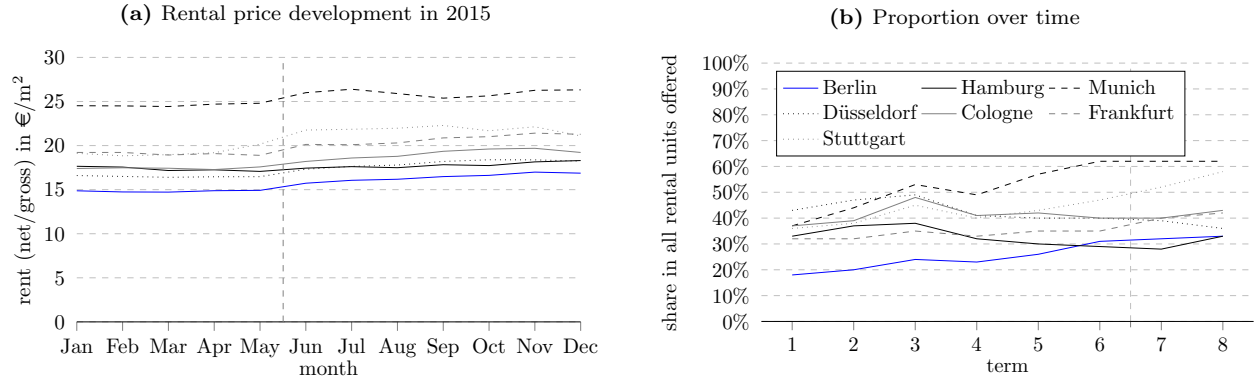 (a) Rental price development in 2015
rent (net/gross) in €/m²
30
25
20
15
10
5
0
Jan Feb Mar Apr May Jun Jul Aug Sep Oct Nov Dec
month
(b) Proportion over time
share in all rental units offered
100%
90%
80%
70%
60%
50%
40%
30%
20%
10%
0%
Berlin Hamburg Munich
Düsseldorf Cologne Frankfurt
Stuttgart
1 2 3 4 5 6 7 8
term